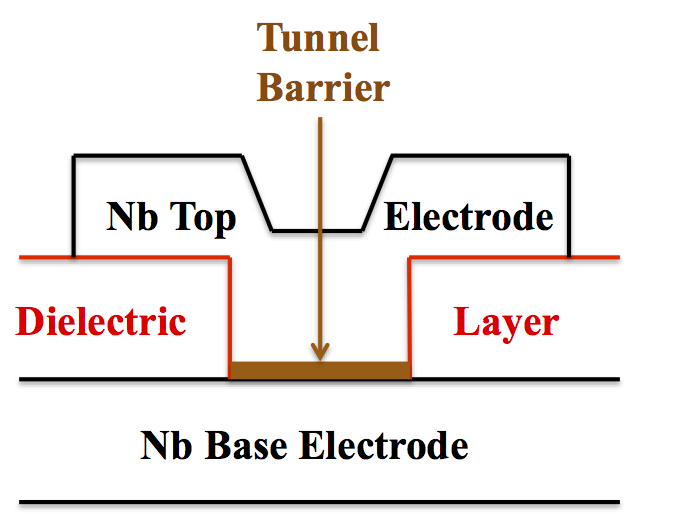 Tunnel
Barrier
Nb Top Electrode
Dielectric Layer
Nb Base Electrode